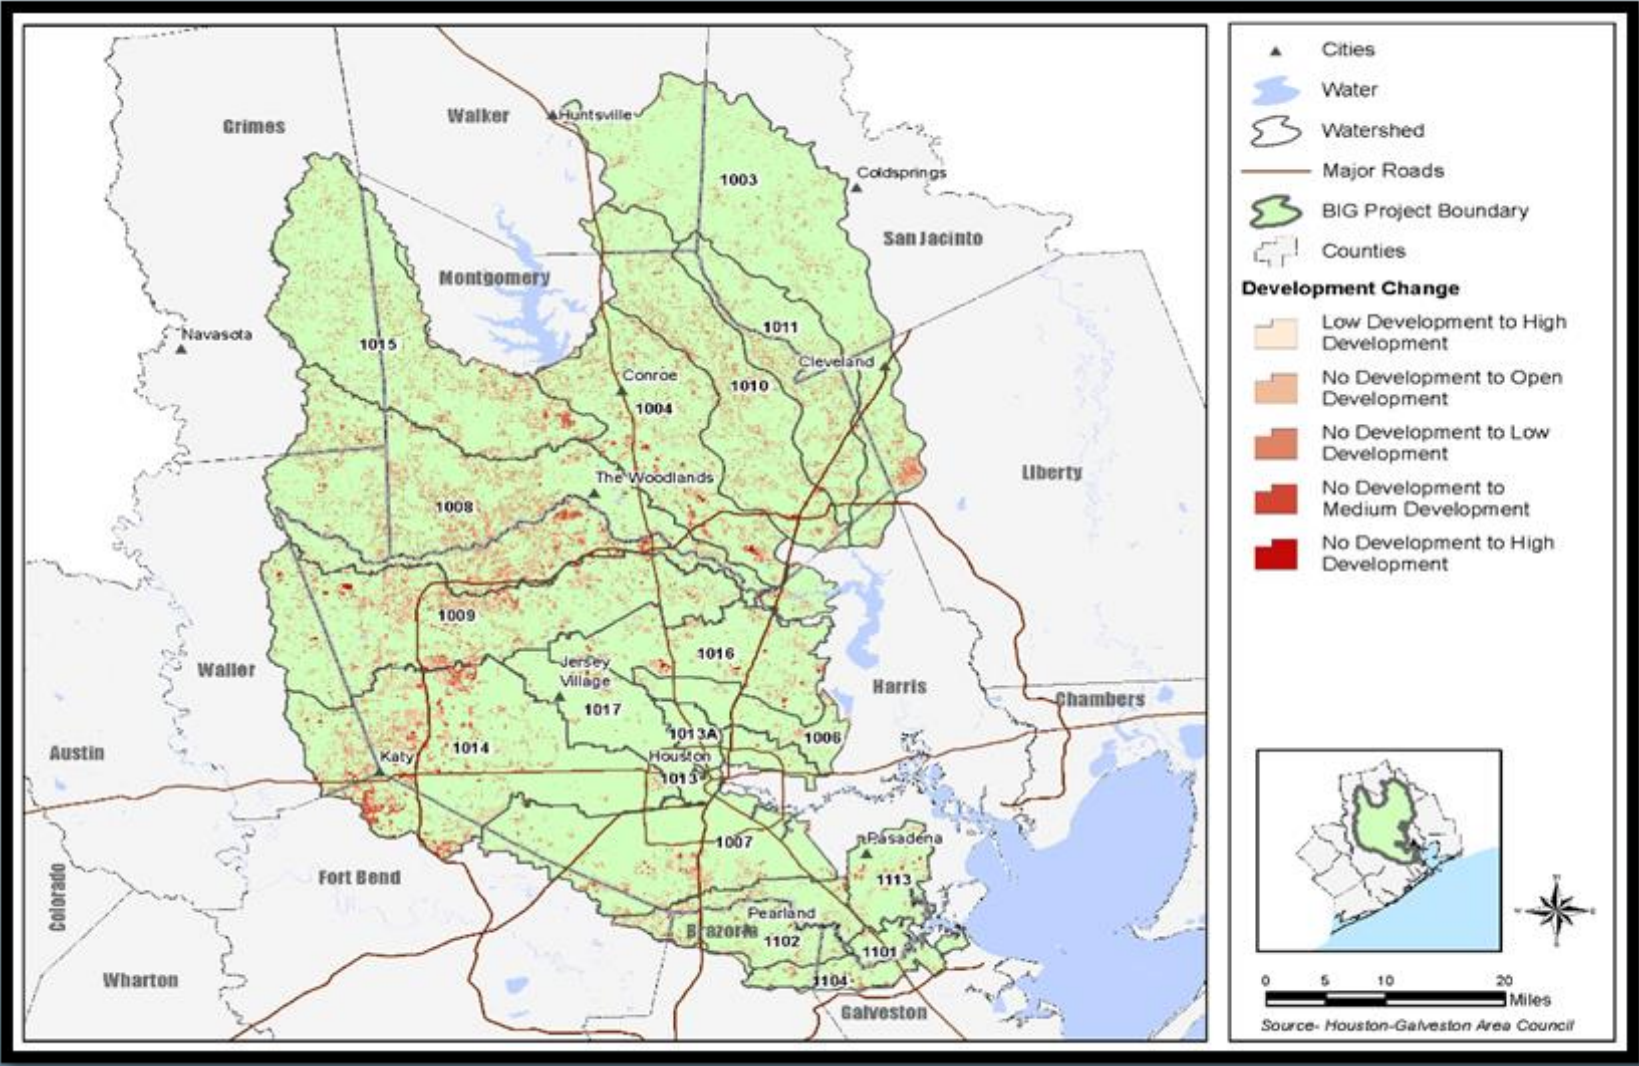 Grimes
Walker
Huntsville
1003
Coldsprings
San Jacinto
Montgomery
Navasota
1015
1011
Cleveland
Conroe
1010
1004
The Woodlands
Liberty
1008
1009
Waller
Jersey
Village
1016
Harris
1017
Chambers
1013A
1006
Austin
Katy
1014
Houston
1013
1007
Pasadena
1113
Colorado
Fort Bend
Pearland
Brazoria
1102
1101
Wharton
1104
Galveston
Cities
Water
Watershed
Major Roads
BIG Project Boundary
Counties
Development Change
Low Development to High
Development
No Development to Open
Development
No Development to Low
Development
No Development to
Medium Development
No Development to High
Development
0 5 10 20
Miles
Source- Houston-Galveston Area Council